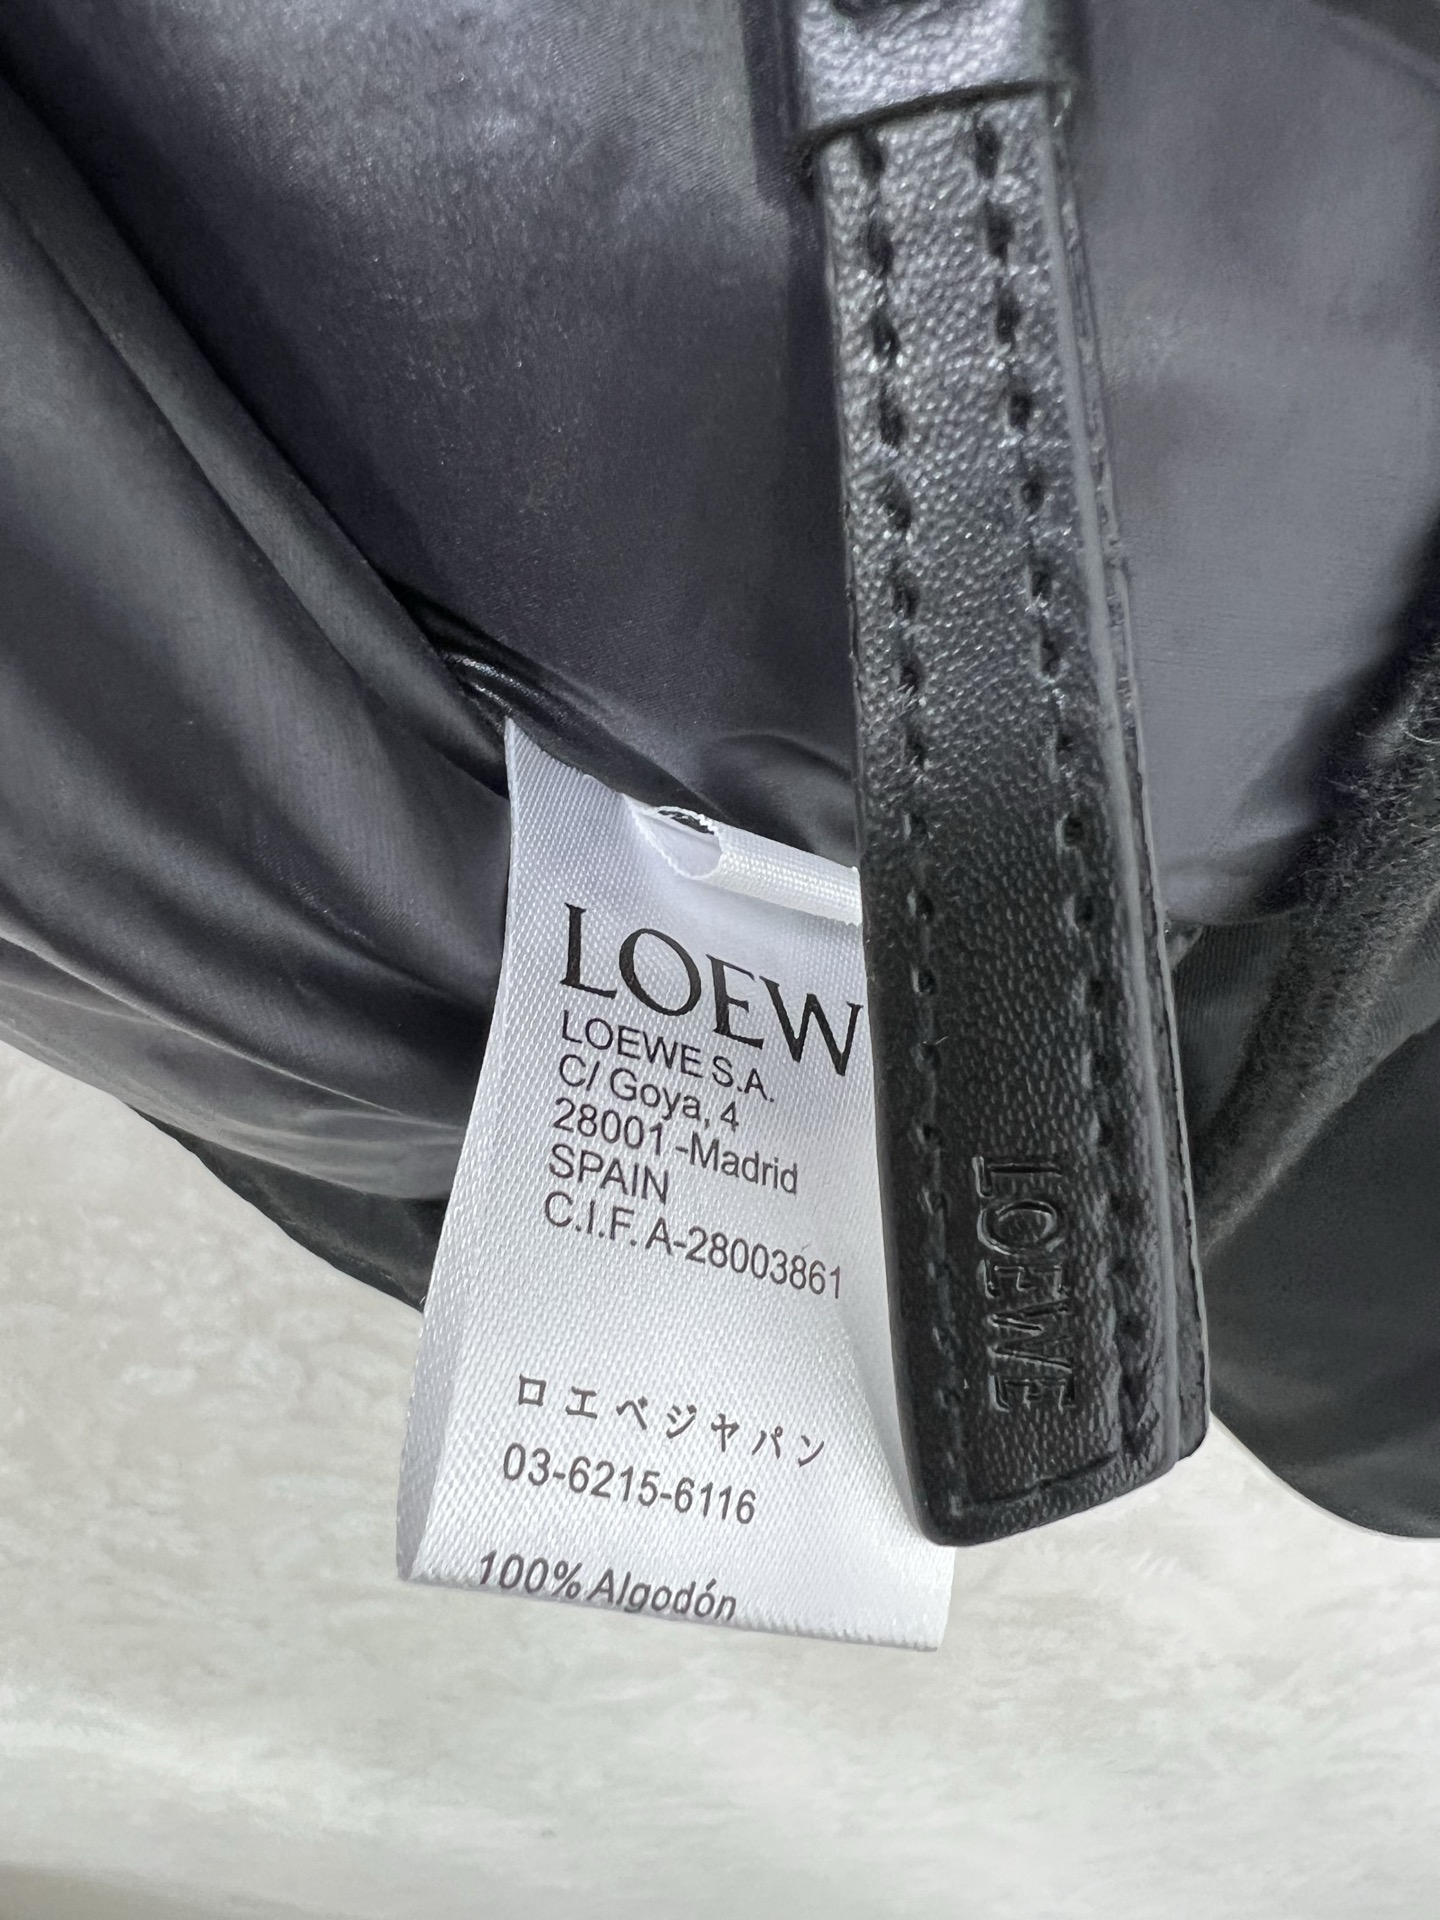 LOEW
LOEWE S.A.
C/ Goya, 4
28001 -Madrid
SPAIN
C.I.F. A-28003861
ロエベジャパン
03-6215-6116
100% Algodón
LOEWE